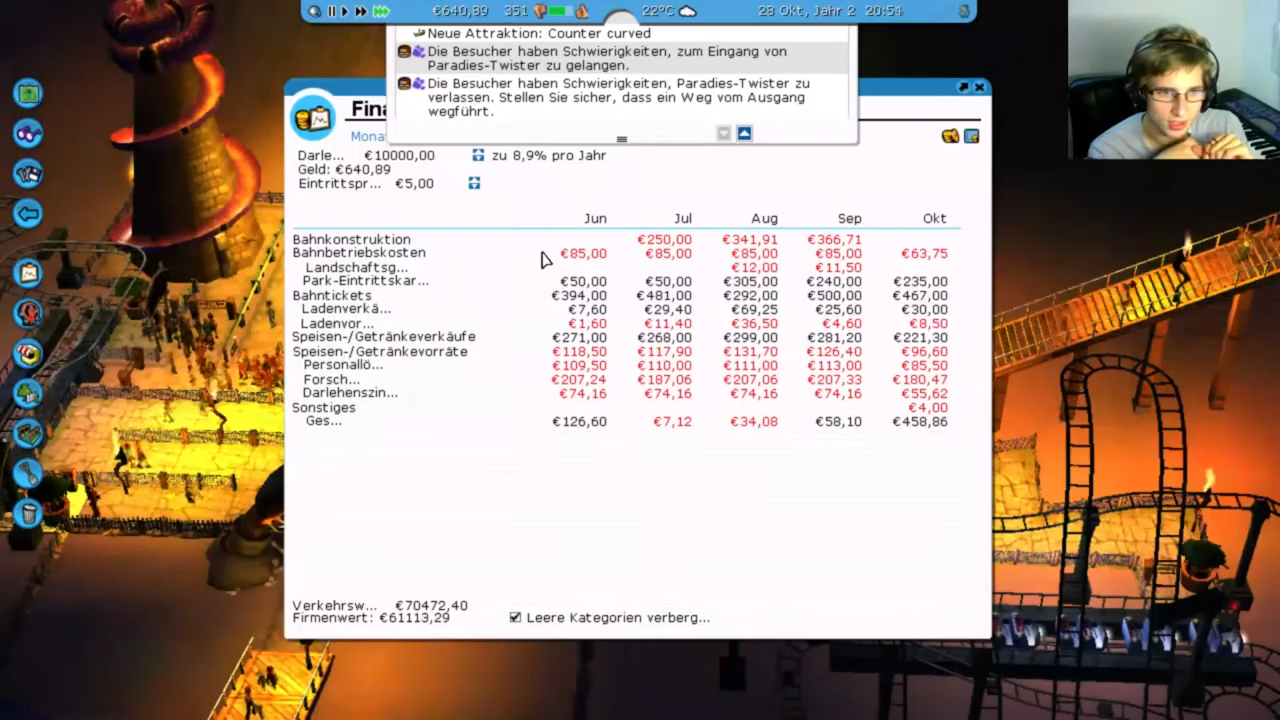 €640,89 351 22°C 28 Okt, Jahr 2 20:54
Neue Attraktion: Counter curved
Die Besucher haben Schwierigkeiten, zum Eingang von
Paradies-Twister zu gelangen.
Die Besucher haben Schwierigkeiten, Paradies-Twister zu
verlassen. Stellen Sie sicher, dass ein Weg vom Ausgang
wegführt.
Fina
Monat
Darle... €10000,00 zu 8,9% pro Jahr
Geld: €640,89
Eintrittspr... €5,00
Jun Jul Aug Sep Okt
Bahnkonstruktion €250,00 €341,91 €366,71
Bahnbetriebskosten €85,00 €85,00 €85,00 €85,00 €63,75
Landschaftsg... €12,00 €11,50
Park-Eintrittskar... €50,00 €50,00 €305,00 €240,00 €235,00
Bahntickets €394,00 €481,00 €292,00 €500,00 €467,00
Ladenverkä... €7,60 €29,40 €69,25 €25,60 €30,00
Ladenvor... €1,60 €11,40 €36,50 €4,60 €8,50
Speisen-/Getränkeverkäufe €271,00 €268,00 €299,00 €281,20 €221,30
Speisen-/Getränkevorräte €118,50 €117,90 €131,70 €126,40 €96,60
Personallö... €109,50 €110,00 €111,00 €113,00 €85,50
Forsch... €207,24 €187,06 €207,06 €207,33 €180,47
Darlehenszin... €74,16 €74,16 €74,16 €74,16 €55,62
Sonstiges €4,00
Ges... €126,60 €7,12 €34,08 €58,10 €458,86
Verkehrsw... €70472,40
Firmenwert: €61113,29 Leere Kategorien verberg...